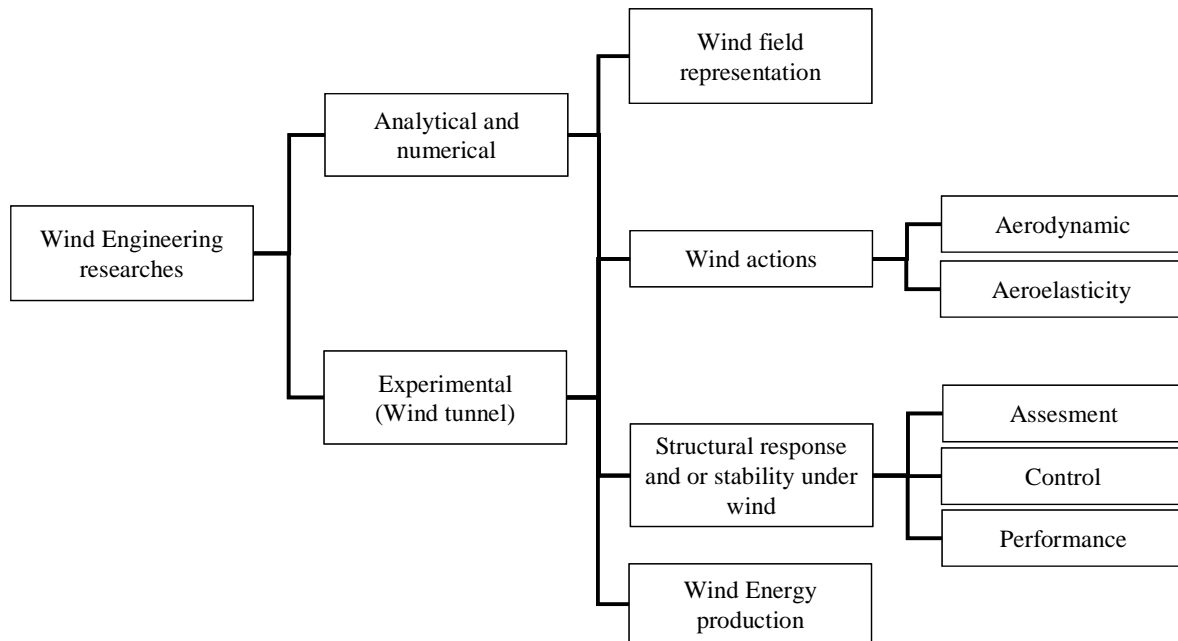 Wind Engineering
researches
Analytical and
numerical
Experimental
(Wind tunnel)
Wind field
representation
Wind actions
Structural response
and or stability under
wind
Wind Energy
production
Aerodynamic
Aeroelasticity
Assesment
Control
Performance